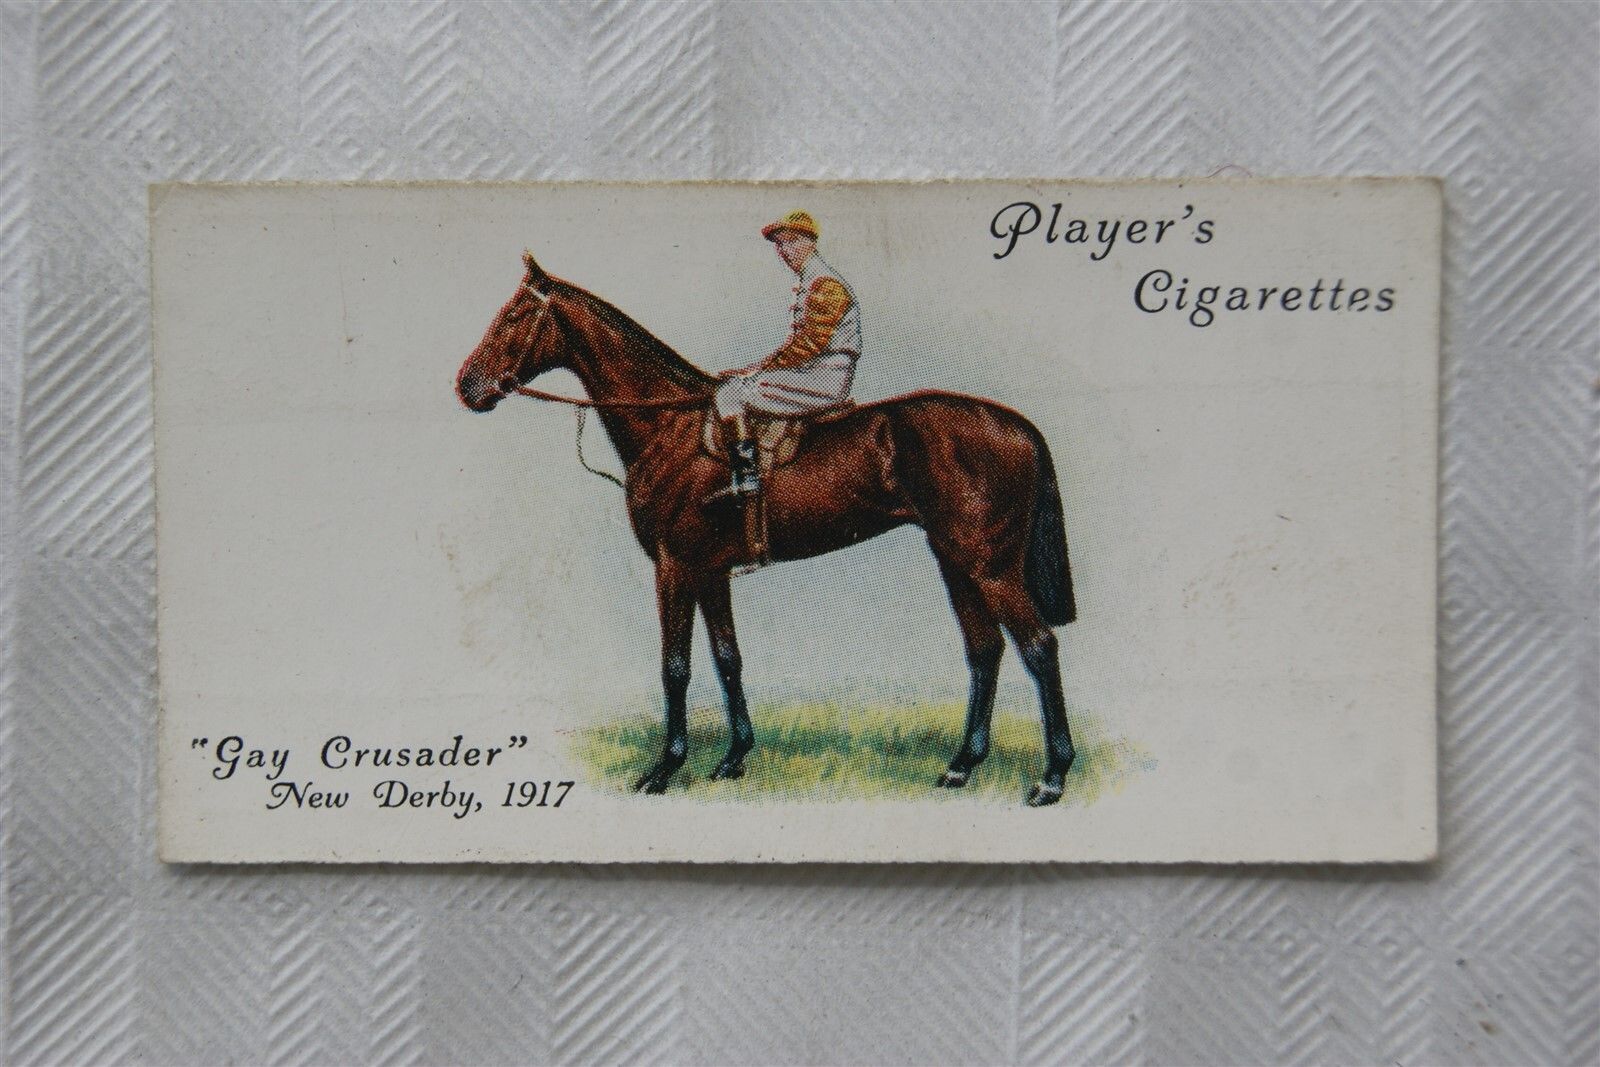 Player's
Cigarettes
"Gay Crusader"
New Derby, 1917